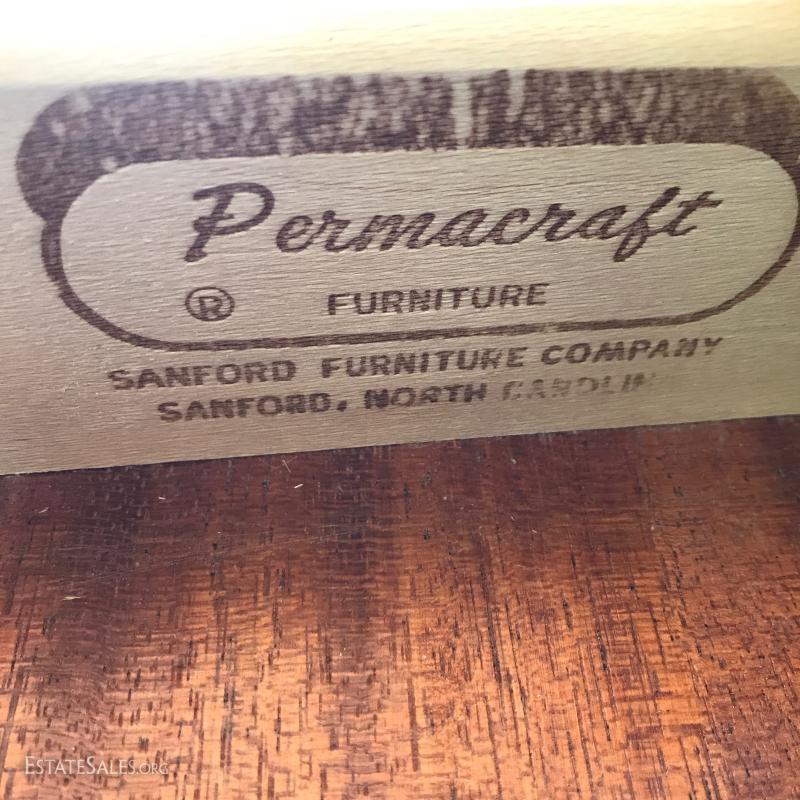 Permacraft
® FURNITURE
SANFORD FURNITURE COMPANY
SANFORD, NORTH CAROLIN
ESTATESALES.ORG